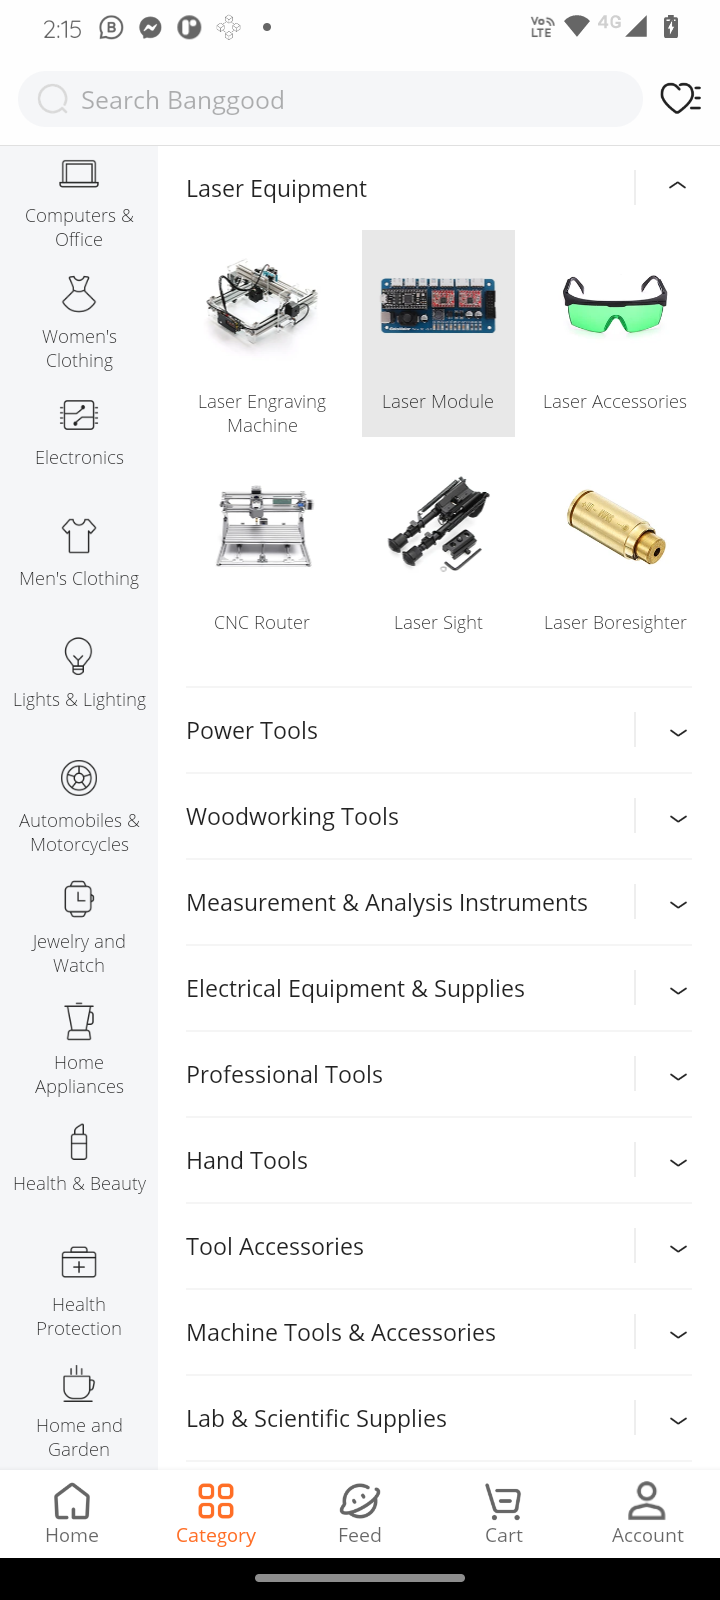 2:15
Vo LTE
4G
Search Banggood
Computers &
Office
Women's
Clothing
Electronics
Men's Clothing
Lights & Lighting
Automobiles &
Motorcycles
Jewelry and
Watch
Home
Appliances
Health & Beauty
Health
Protection
Home and
Garden
Laser Equipment
Laser Engraving
Machine
Laser Module
Laser Accessories
CNC Router
Laser Sight
Laser Boresighter
Power Tools
Woodworking Tools
Measurement & Analysis Instruments
Electrical Equipment & Supplies
Professional Tools
Hand Tools
Tool Accessories
Machine Tools & Accessories
Lab & Scientific Supplies
Home
Category
Feed
Cart
Account